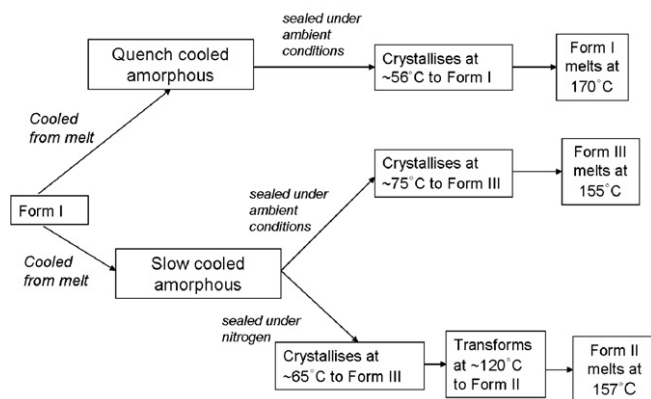 sealed under
ambient
conditions
Quench cooled
amorphous
Crystallises at
~56°C to Form I
Form I
melts at
170°C
Cooled
from melt
Form I
Cooled
from melt
Slow cooled
amorphous
sealed under
ambient
conditions
Crystallises at
~75°C to Form III
Form III
melts at
155°C
sealed under
nitrogen
Crystallises at
~65°C to Form III
Transforms
at ~120°C
to Form II
Form II
melts at
157°C